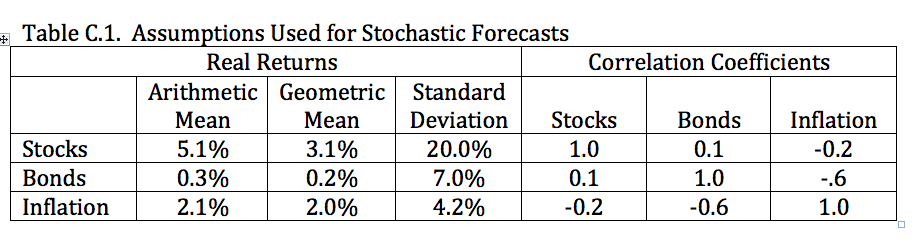 Table C.1.  Assumptions Used for Stochastic Forecasts
Real Returns Correlation Coefficients
Arithmetic Mean Geometric Mean Standard Deviation Stocks Bonds Inflation
Stocks 5.1% 3.1% 20.0% 1.0 0.1 -0.2
Bonds 0.3% 0.2% 7.0% 0.1 1.0 -.6
Inflation 2.1% 2.0% 4.2% -0.2 -0.6 1.0